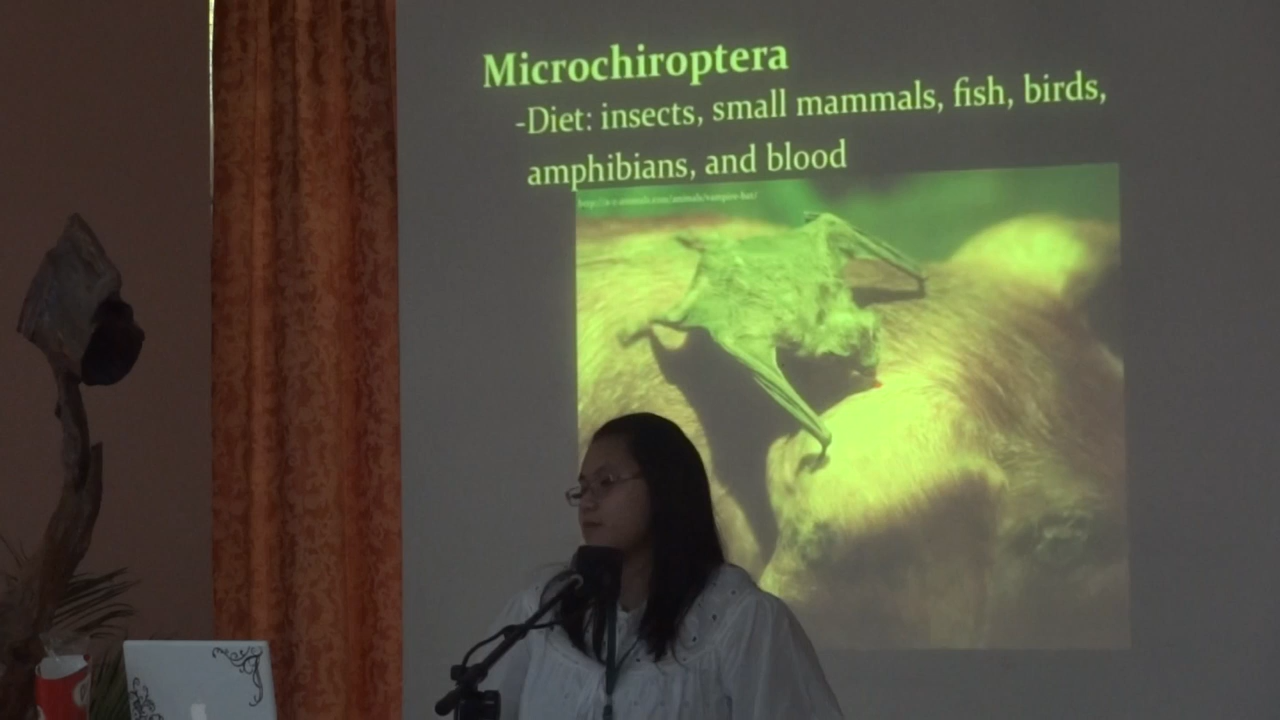 Microchiroptera
-Diet: insects, small mammals, fish, birds,
amphibians, and blood